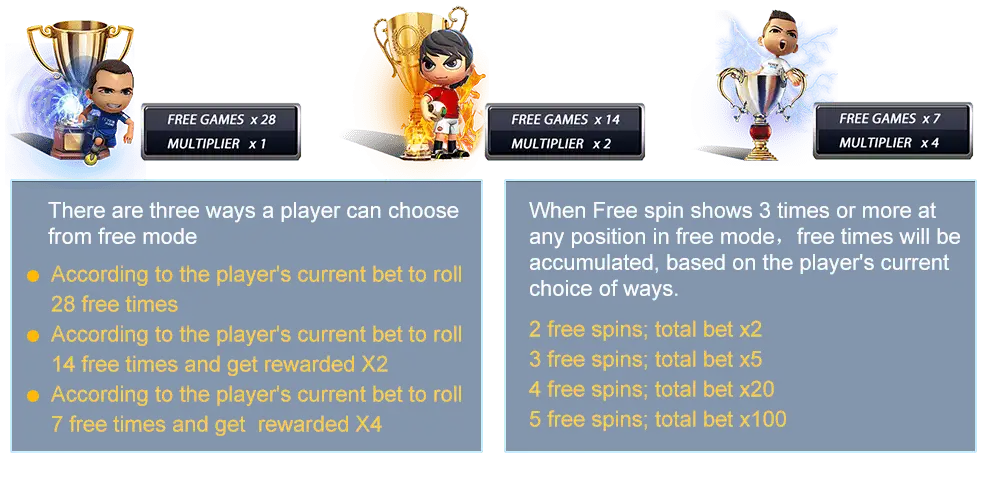 FREE GAMES x 28
MULTIPLIER x 1
FREE GAMES x 14
MULTIPLIER x 2
FREE GAMES x 7
MULTIPLIER x 4
There are three ways a player can choose
from free mode
According to the player's current bet to roll
28 free times
According to the player's current bet to roll
14 free times and get rewarded X2
According to the player's current bet to roll
7 free times and get rewarded X4
When Free spin shows 3 times or more at
any position in free mode，free times will be
accumulated, based on the player's current
choice of ways.
2 free spins; total bet x2
3 free spins; total bet x5
4 free spins; total bet x20
5 free spins; total bet x100